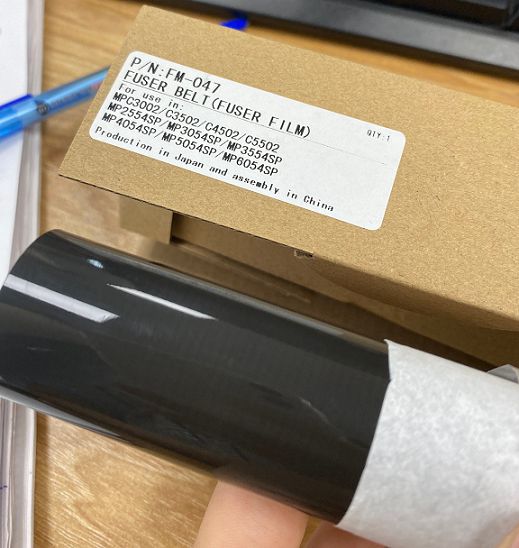 P/N:FM-047
FUSER BELT(FUSER FILM)
QTY:1
For use in:
MPC3002/C3502/C4502/C5502
MP2554SP/MP3054SP/MP3554SP
MP4054SP/MP5054SP/MP6054SP
Production in Japan and assembly in China